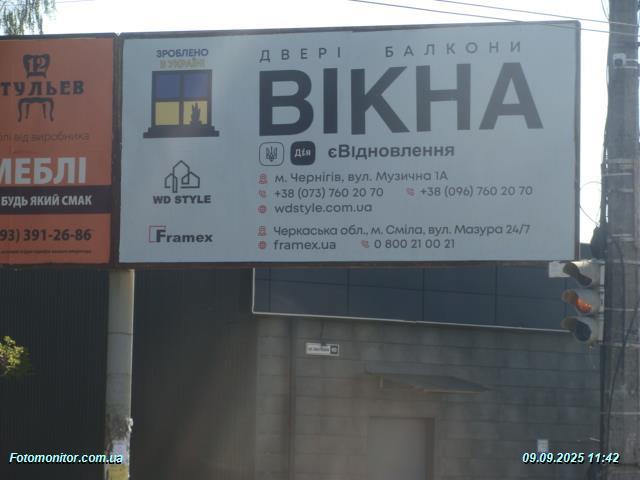 12
СТУЛЬЕВ
МЕБЛІ
БУДЬ ЯКИЙ СМАК
93) 391-26-86
ЗРОБЛЕНО
В УКРАЇНІ
WD STYLE
Framex
ДВЕРІ БАЛКОНИ
ВІКНА
Дія єВідновлення
м. Чернігів, вул. Музична 1А
+38 (073) 760 20 70 +38 (096) 760 20 70
wdstyle.com.ua
Черкаська обл., м. Сміла, вул. Мазура 24/7
framex.ua 0 800 21 00 21
Fotomonitor.com.ua
09.09.2025 11:42